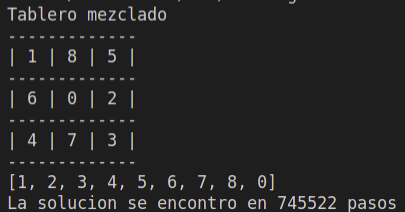 Tablero mezclado
-------------
| 1 | 8 | 5 |
-------------
| 6 | 0 | 2 |
-------------
| 4 | 7 | 3 |
-------------
[1, 2, 3, 4, 5, 6, 7, 8, 0]
La solucion se encontro en 745522 pasos